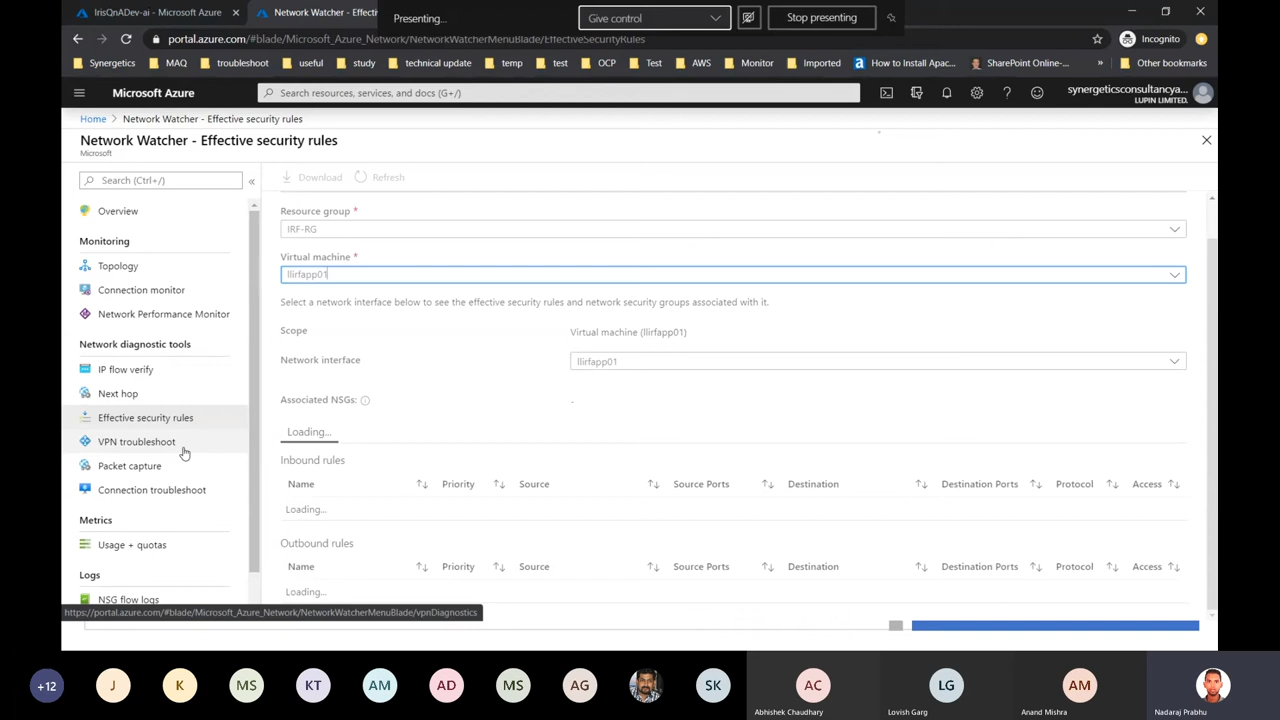 IrisQnADev-ai - Microsoft Azure
Network Watcher - Effecti
Presenting...
Give control
Stop presenting
portal.azure.com/#blade/Microsoft_Azure_Network/NetworkWatcherMenuBlade/EffectiveSecurityRules
Incognito
Synergetics
MAQ
troubleshoot
useful
study
technical update
temp
test
OCP
Test
AWS
Monitor
Imported
How to Install Apac...
SharePoint Online-...
»
Other bookmarks
Microsoft Azure
Search resources, services, and docs (G+/)
synergeticsconsultancya...
LUPIN LIMITED.
Home > Network Watcher - Effective security rules
Network Watcher - Effective security rules
Microsoft
Search (Ctrl+/)
«
Download
Refresh
Overview
Monitoring
Topology
Connection monitor
Network Performance Monitor
Network diagnostic tools
IP flow verify
Next hop
Effective security rules
VPN troubleshoot
Packet capture
Connection troubleshoot
Metrics
Usage + quotas
Logs
NSG flow logs
Resource group *
IRF-RG
Virtual machine *
llirfapp01
Select a network interface below to see the effective security rules and network security groups associated with it.
Scope
Virtual machine (llirfapp01)
Network interface
llirfapp01
Associated NSGs:
-
Loading...
Inbound rules
Name Priority Source Source Ports Destination Destination Ports Protocol Access
Loading...
Outbound rules
Name Priority Source Source Ports Destination Destination Ports Protocol Access
Loading...
https://portal.azure.com/#blade/Microsoft_Azure_Network/NetworkWatcherMenuBlade/vpnDiagnostics
+12
J
K
MS
KT
AM
AD
MS
AG
SK
AC
LG
AM
Abhishek Chaudhary
Lovish Garg
Anand Mishra
Nadaraj Prabhu